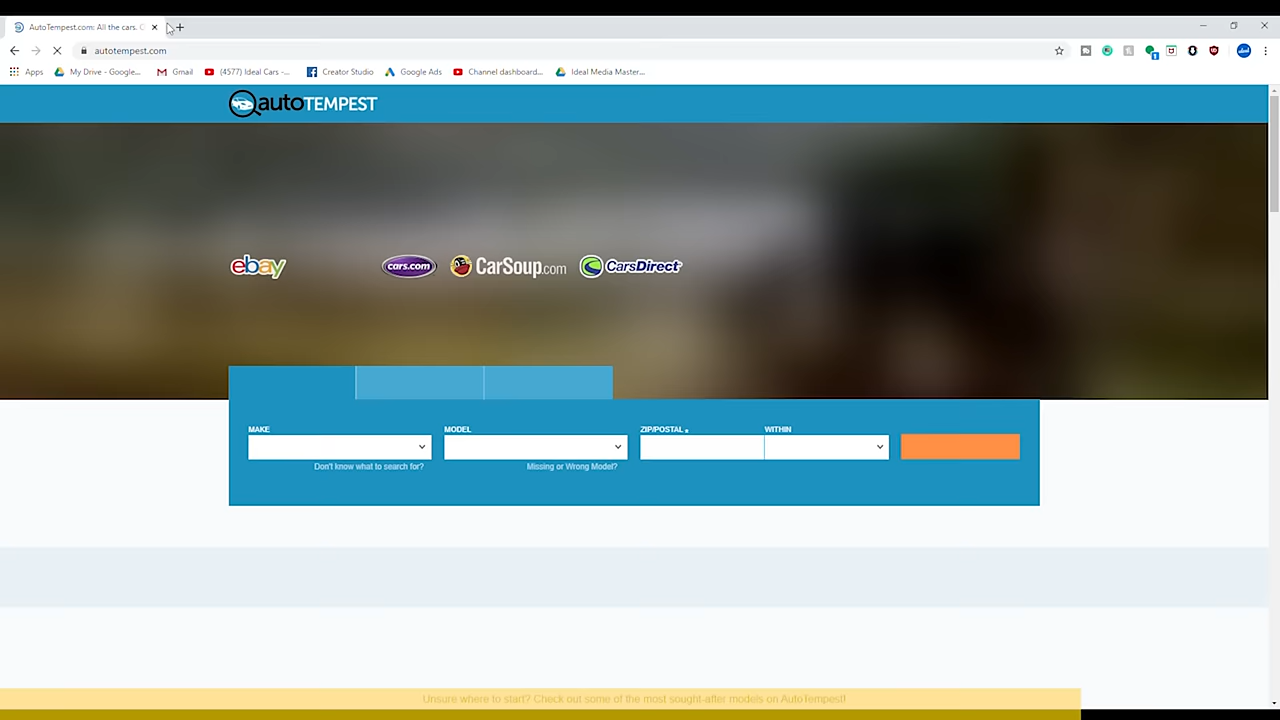 AutoTempest.com: All the cars.
autotempest.com
Apps My Drive - Google... Gmail (4577) Ideal Cars -... Creator Studio Google Ads Channel dashboard... Ideal Media Master...
autoTEMPEST
ebay cars.com CarSoup.com CarsDirect
MAKE MODEL ZIP/POSTAL WITHIN
Don't know what to search for? Missing or Wrong Model?
Unsure where to start? Check out some of the most sought-after models on AutoTempest!